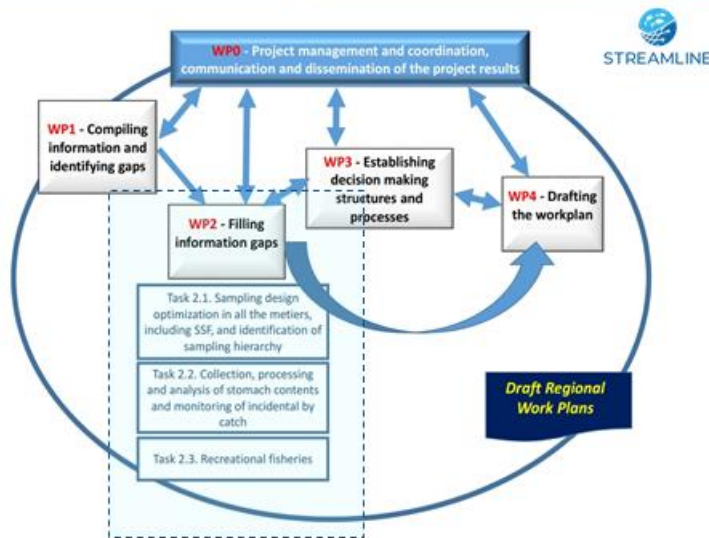 WP0 - Project management and coordination,
communication and dissemination of the project results
STREAMLINE
WP1 - Compiling
information and
identifying gaps
WP3 - Establishing
decision making
structures and
processes
WP4 - Drafting
the workplan
WP2 - Filling
information gaps
Task 2.1. Sampling design
optimization in all the metiers,
including SSF, and identification of
sampling hierarchy
Task 2.2. Collection, processing
and analysis of stomach contents
and monitoring of incidental by
catch
Task 2.3. Recreational fisheries
Draft Regional
Work Plans